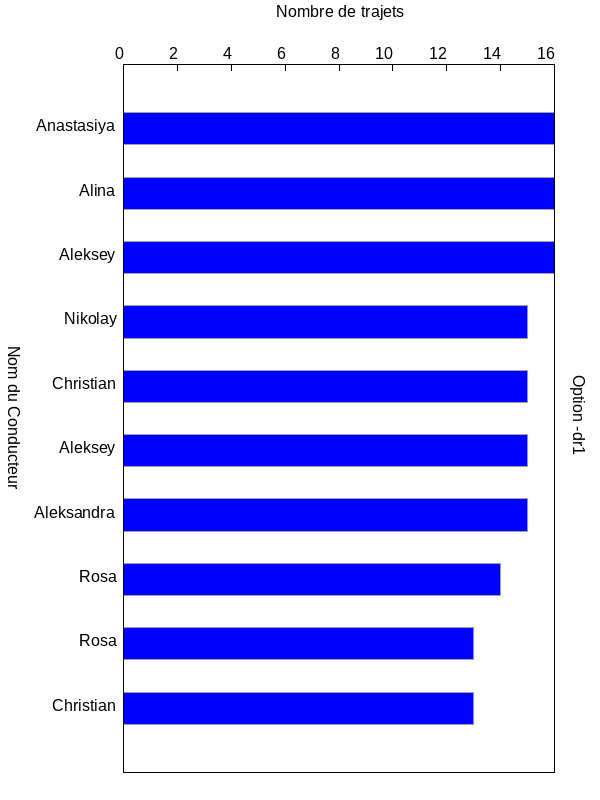 Nombre de trajets
0 2 4 6 8 10 12 14 16
Anastasiya
Alina
Aleksey
Nikolay
Christian
Aleksey
Aleksandra
Rosa
Rosa
Christian
Nom du Conducteur
Option -dr1